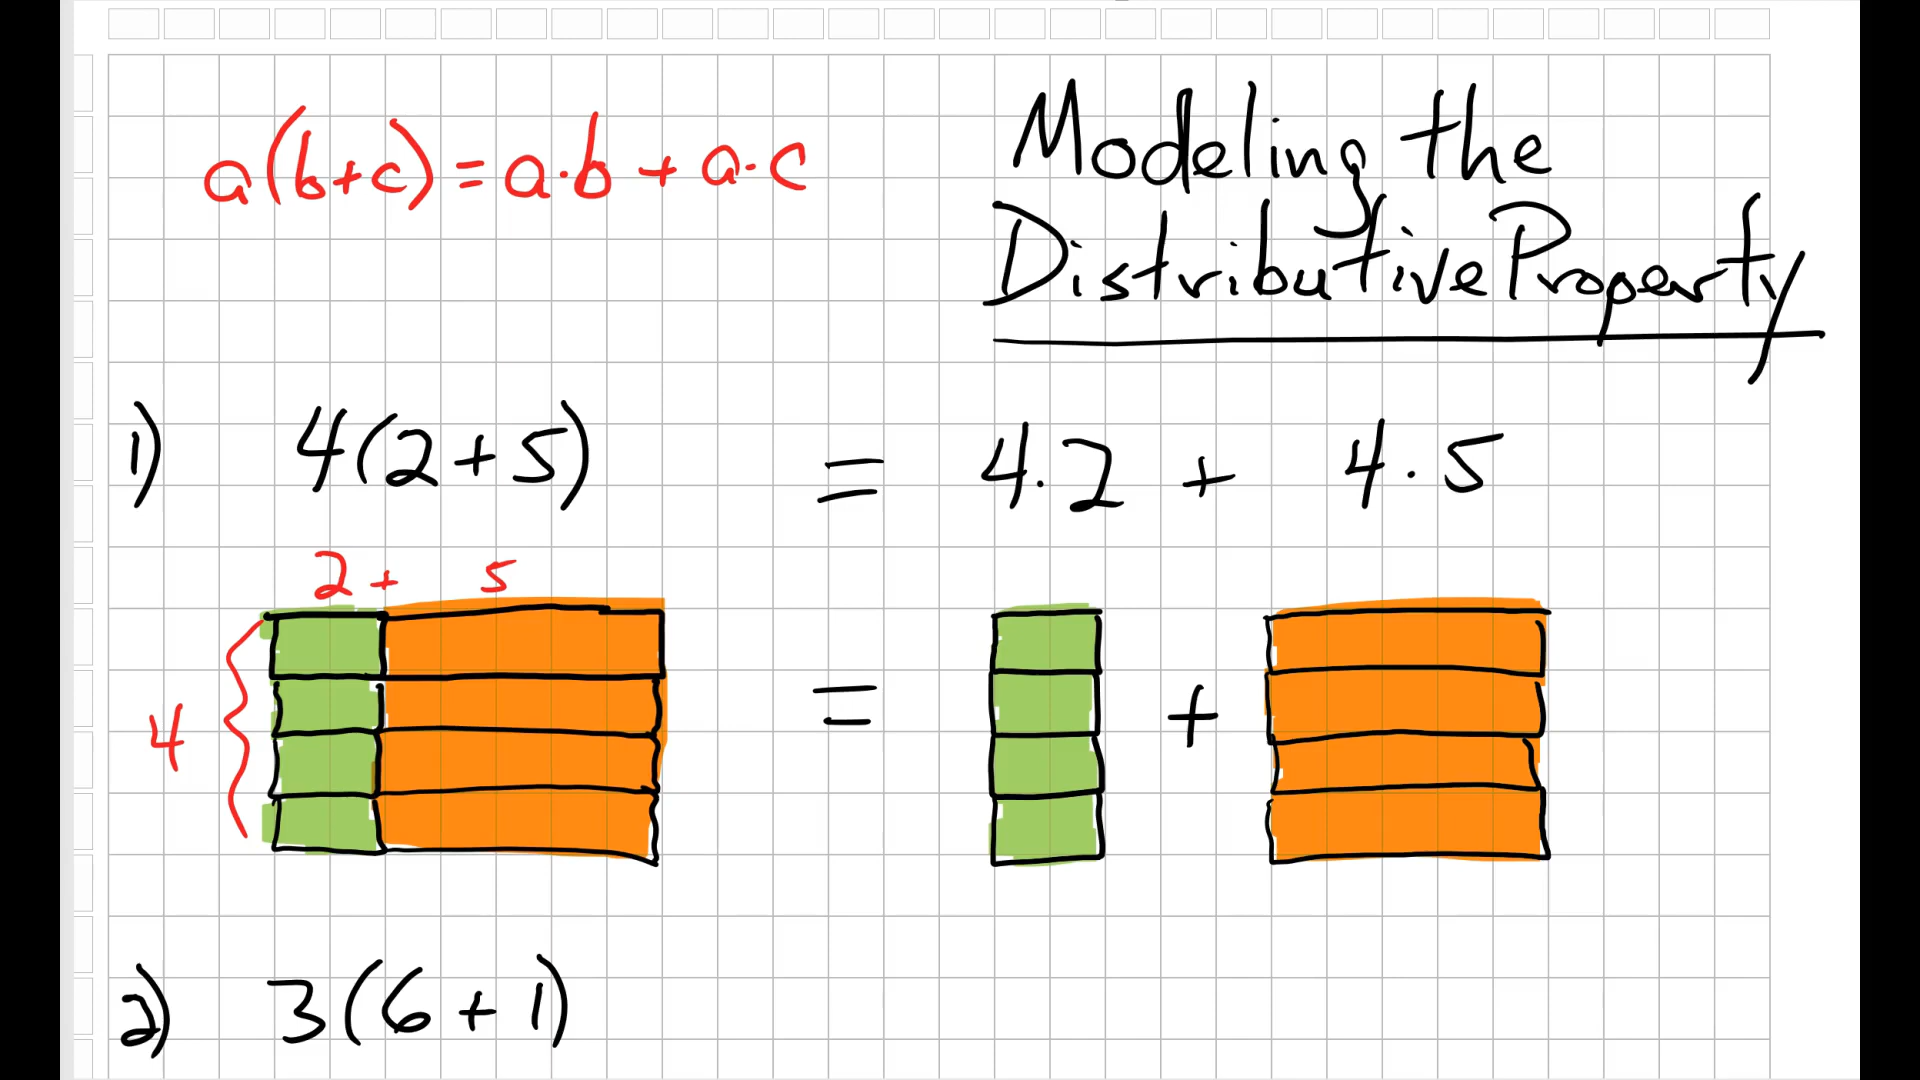 a(b+c)=a·b+a·c
Modeling the
Distributive Property
1) 4(2+5) = 4·2 + 4·5
2 + 5
4
= +
2) 3(6+1)